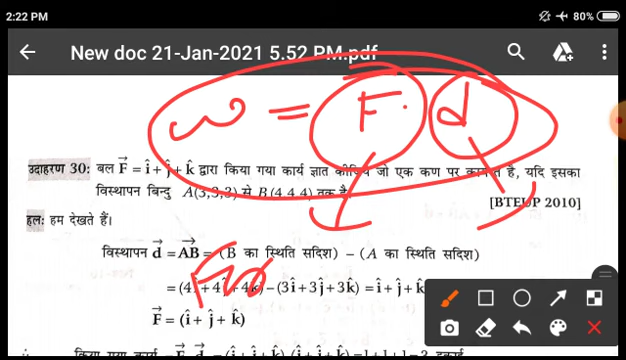 2:22 PM 80%
New doc 21-Jan-2021 5.52 PM.pdf
w = F. d
उदाहरण 30: बल F⃗ = î + ĵ + k̂ द्वारा किया गया कार्य ज्ञात कीजिये जो एक कण पर कार्यरत है, यदि इसका
विस्थापन बिन्दु A(3,3,3) से B(4,4,4) तक है।
[BTEUP 2010]
हल: हम देखते हैं।
विस्थापन d⃗ = AB⃗ = (B का स्थिति सदिश) − (A का स्थिति सदिश)
= (4î + 4ĵ + 4k̂) − (3î + 3ĵ + 3k̂) = î + ĵ + k̂
F⃗ = (î + ĵ + k̂)
किया गया कार्य